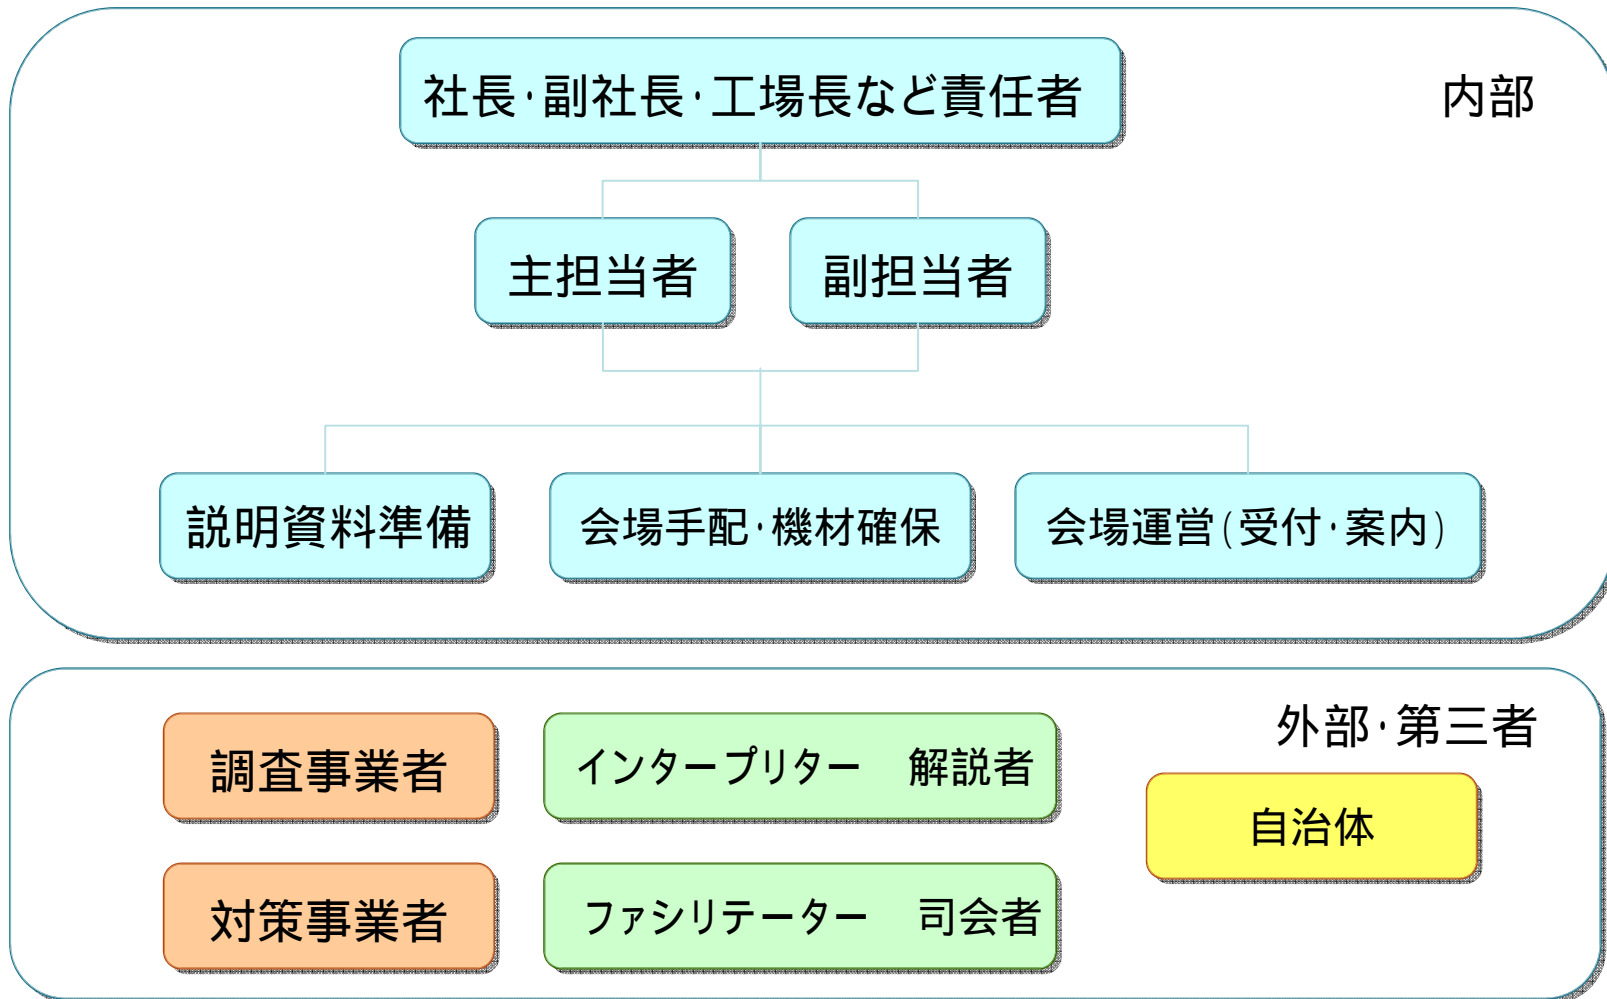 社長・副社長・工場長など責任者
内部
主担当者
副担当者
説明資料準備
会場手配・機材確保
会場運営(受付・案内)
外部・第三者
調査事業者
インタープリター　解説者
自治体
対策事業者
ファシリテーター　司会者